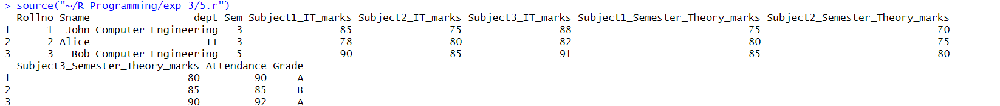 > source("~/R Programming/exp 3/5.r")
  Rollno Sname                 dept Sem Subject1_IT_marks Subject2_IT_marks Subject3_IT_marks Subject1_Semester_Theory_marks Subject2_Semester_Theory_marks
1      1  John Computer Engineering   3                85                75                88                             75                             70
2      2 Alice                   IT   3                78                80                82                             80                             75
3      3   Bob Computer Engineering   5                90                85                91                             85                             80
  Subject3_Semester_Theory_marks Attendance Grade
1                             80         90     A
2                             85         85     B
3                             90         92     A